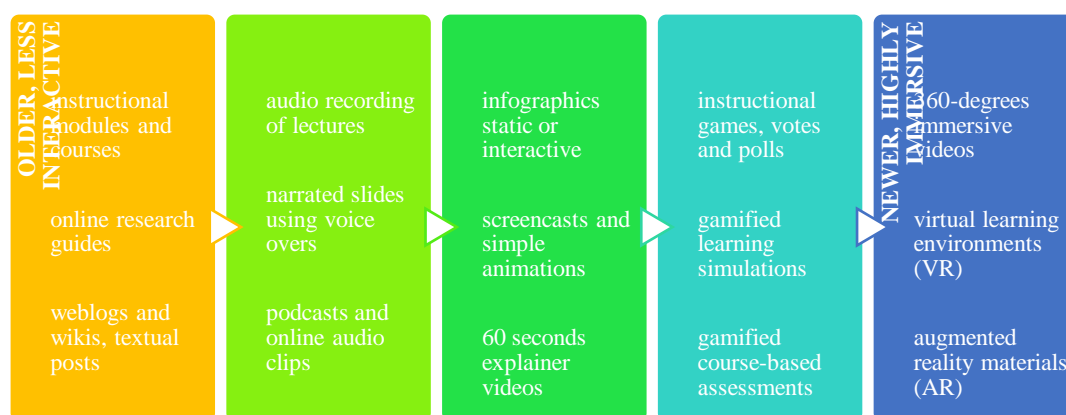 OLDER, LESS
INTERACTIVE
instructional
modules and
courses
online research
guides
weblogs and
wikis, textual
posts
audio recording
of lectures
narrated slides
using voice
overs
podcasts and
online audio
clips
infographics
static or
interactive
screencasts and
simple
animations
60 seconds
explainer
videos
instructional
games, votes
and polls
gamified
learning
simulations
gamified
course-based
assessments
NEWER, HIGHLY
IMMERSIVE
360-degrees
immersive
videos
virtual learning
environments
(VR)
augmented
reality materials
(AR)